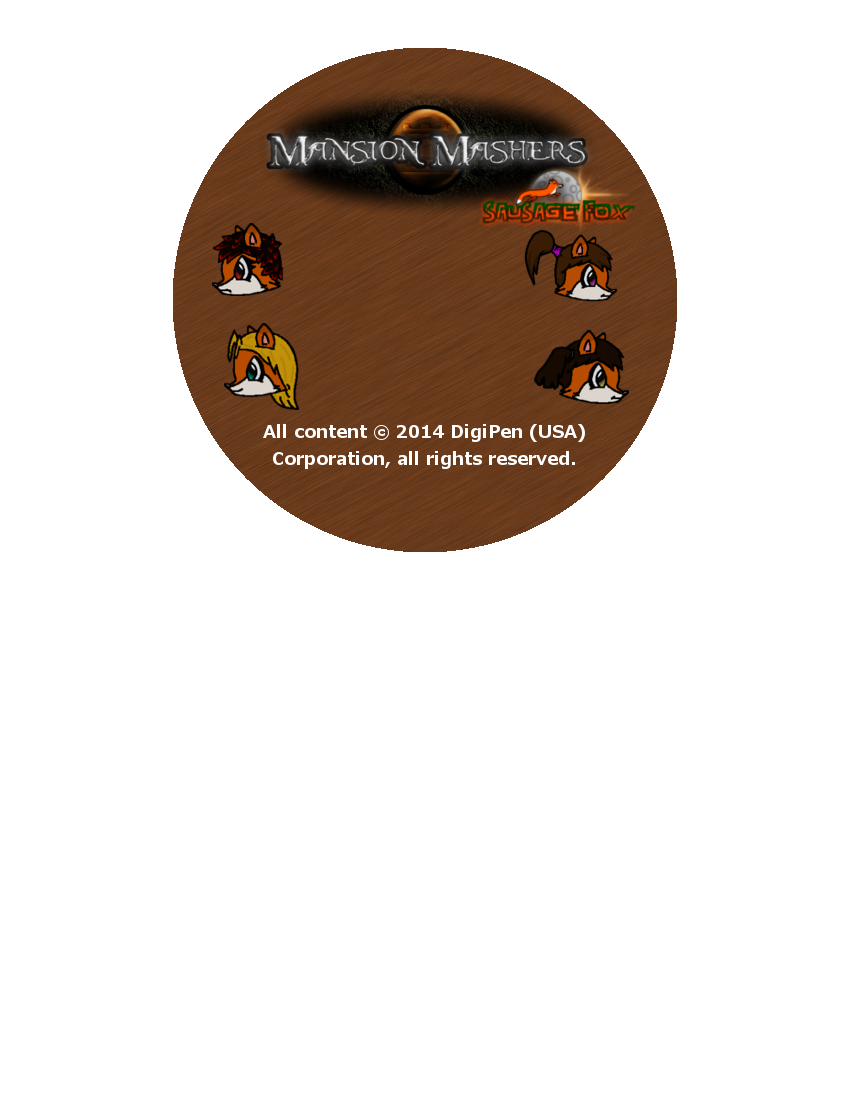 Mansion Mashers
Sausage Fox
All content © 2014 DigiPen (USA)
Corporation, all rights reserved.